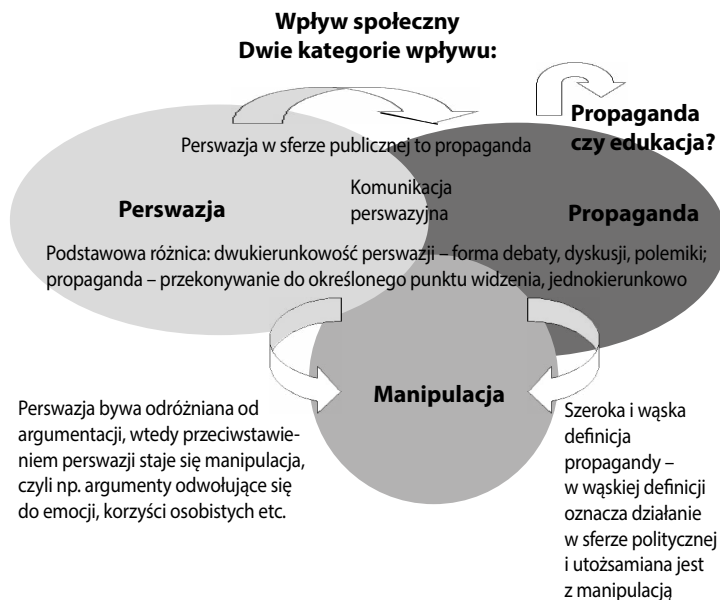 Wpływ społeczny
Dwie kategorie wpływu:
Propaganda
czy edukacja?
Perswazja w sferze publicznej to propaganda
Komunikacja
perswazyjna
Perswazja
Propaganda
Podstawowa różnica: dwukierunkowość perswazji – forma debaty, dyskusji, polemiki;
propaganda – przekonywanie do określonego punktu widzenia, jednokierunkowo
Manipulacja
Perswazja bywa odróżniana od
argumentacji, wtedy przeciwstawie-
niem perswazji staje się manipulacja,
czyli np. argumenty odwołujące się
do emocji, korzyści osobistych etc.
Szeroka i wąska
definicja
propagandy –
w wąskiej definicji
oznacza działanie
w sferze politycznej
i utożsamiana jest
z manipulacją